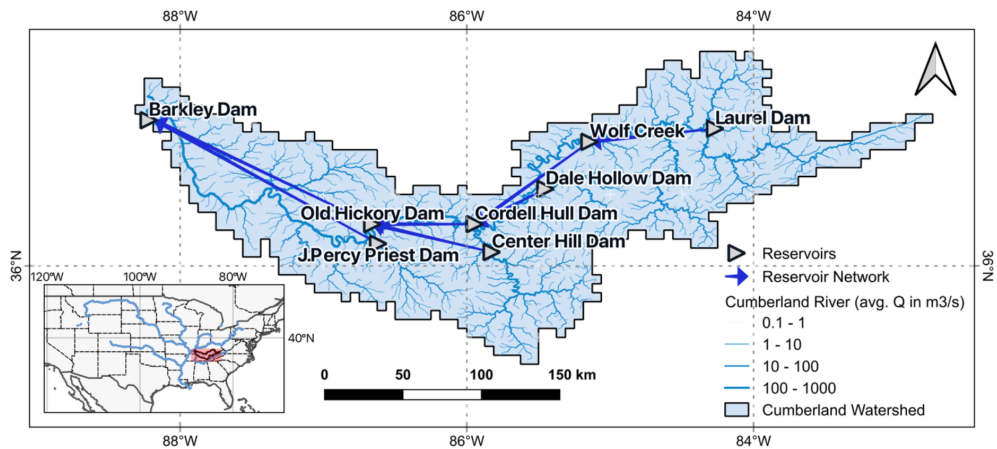 88°W 86°W 84°W
Barkley Dam
Laurel Dam
Wolf Creek
Dale Hollow Dam
Old Hickory Dam Cordell Hull Dam
Center Hill Dam
J.Percy Priest Dam
36°N 36°N
Reservoirs
Reservoir Network
Cumberland River (avg. Q in m3/s)
0.1 - 1
1 - 10
10 - 100
100 - 1000
Cumberland Watershed
120°W 100°W 80°W
40°N
0 50 100 150 km
88°W 86°W 84°W